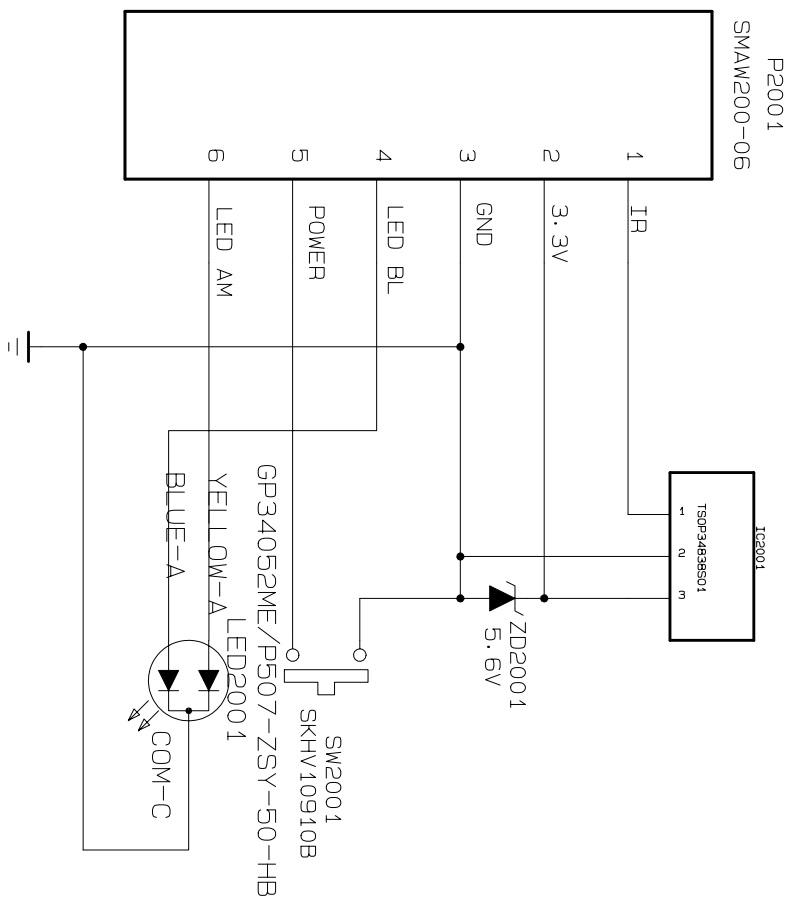 P2001
SMAW200-06
1
2
3
4
5
6
IR
3.3V
GND
LED BL
POWER
LED AM
IC2001
TSOP34838SO1
1
2
3
ZD2001
5.6V
SW2001
SKHV10910B
GP34052ME/P507-ZSY-50-HB
LED2001
YELLOW-A
BLUE-A
COM-C